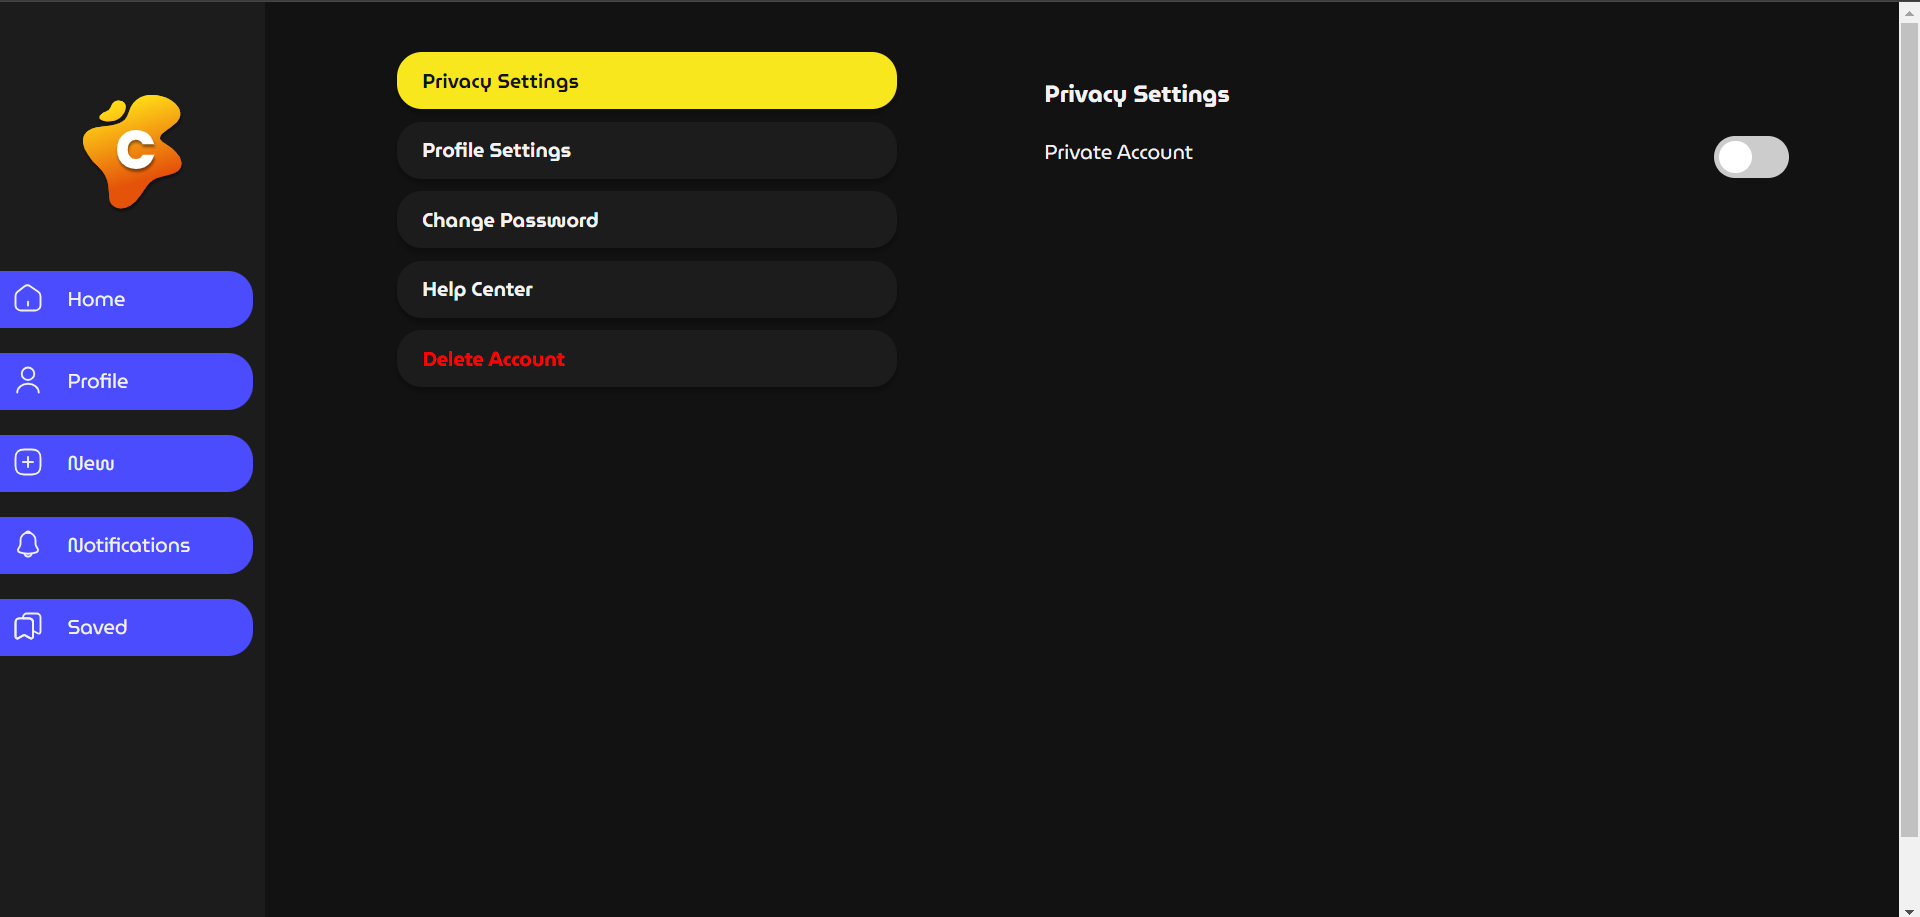 C
Home
Profile
New
Notifications
Saved
Privacy Settings
Profile Settings
Change Password
Help Center
Delete Account
Privacy Settings
Private Account